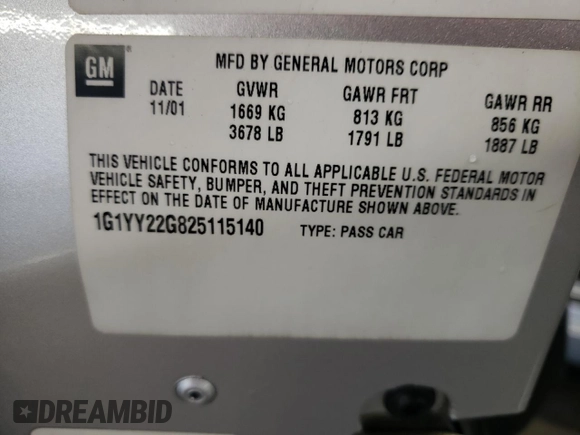 GM
MFD BY GENERAL MOTORS CORP
DATE GVWR GAWR FRT GAWR RR
11/01 1669 KG 813 KG 856 KG
3678 LB 1791 LB 1887 LB
THIS VEHICLE CONFORMS TO ALL APPLICABLE U.S. FEDERAL MOTOR
VEHICLE SAFETY, BUMPER, AND THEFT PREVENTION STANDARDS IN
EFFECT ON THE DATE OF MANUFACTURE SHOWN ABOVE.
1G1YY22G825115140 TYPE: PASS CAR
DREAMBID